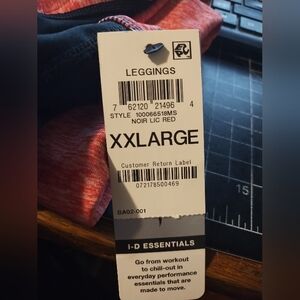 LEGGINGS
7 62120 21496 4
STYLE 100066518MS
NOIR LIC RED
XXLARGE
Customer Return Label
072178500469
BA02-001
I-D ESSENTIALS
Go from workout
to chill-out in
everyday performance
essentials that are
made to move.
15